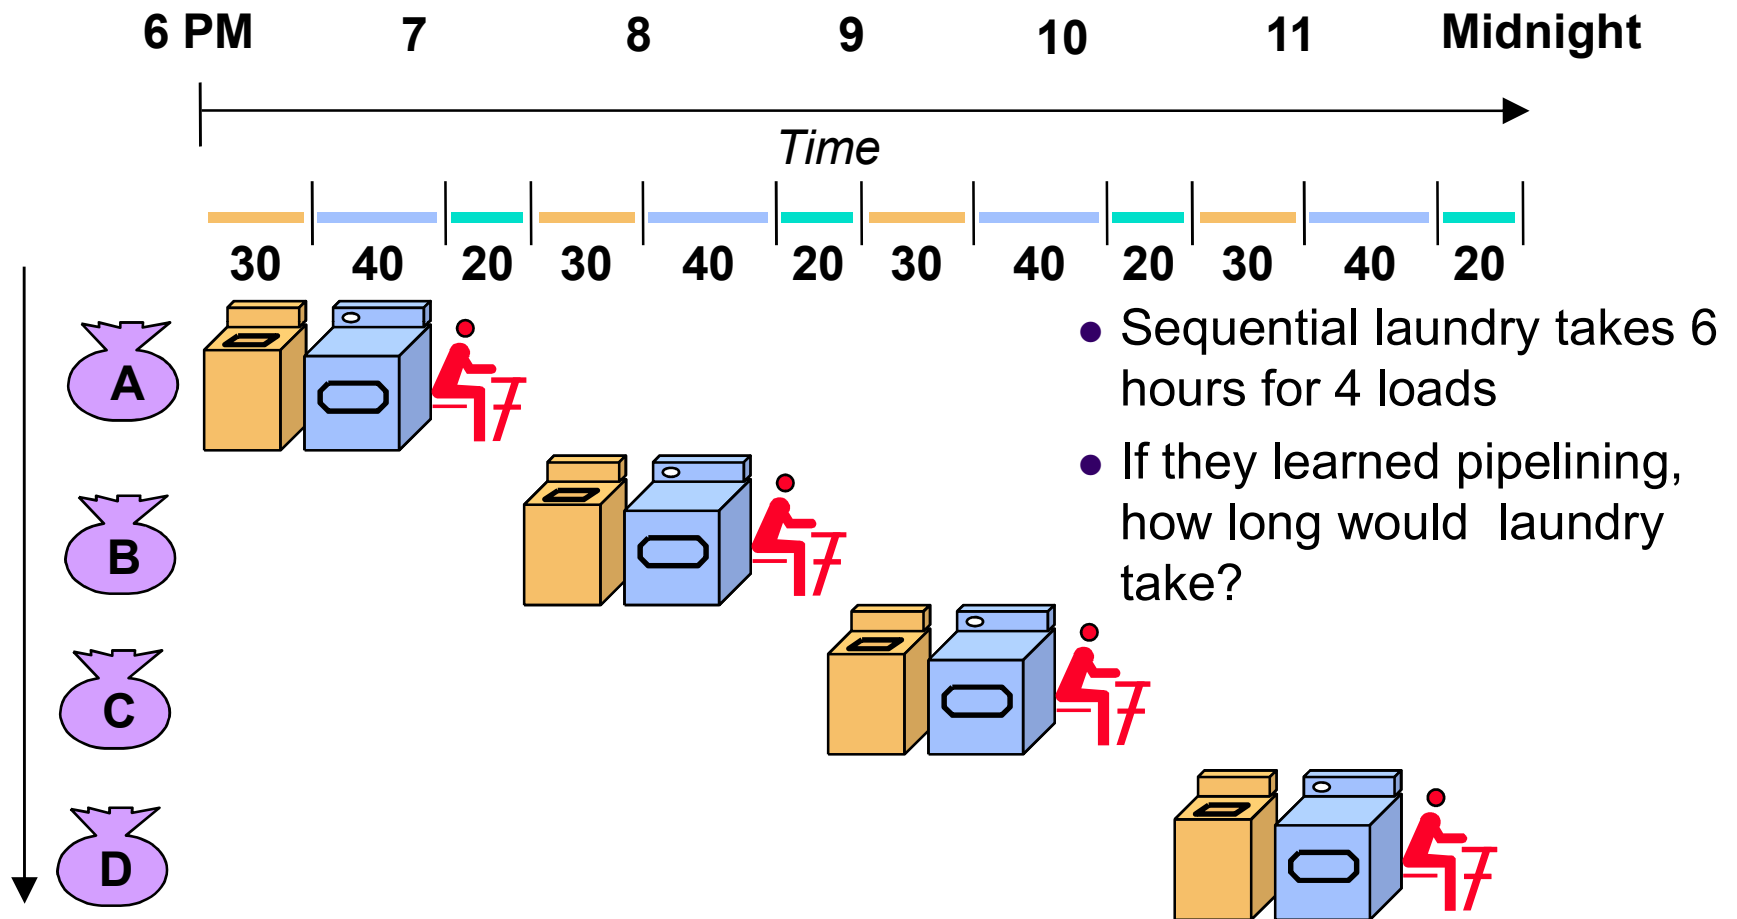 6 PM 7 8 9 10 11 Midnight
Time
30 40 20 30 40 20 30 40 20 30 40 20
A
B
C
D
● Sequential laundry takes 6
hours for 4 loads
● If they learned pipelining,
how long would laundry
take?